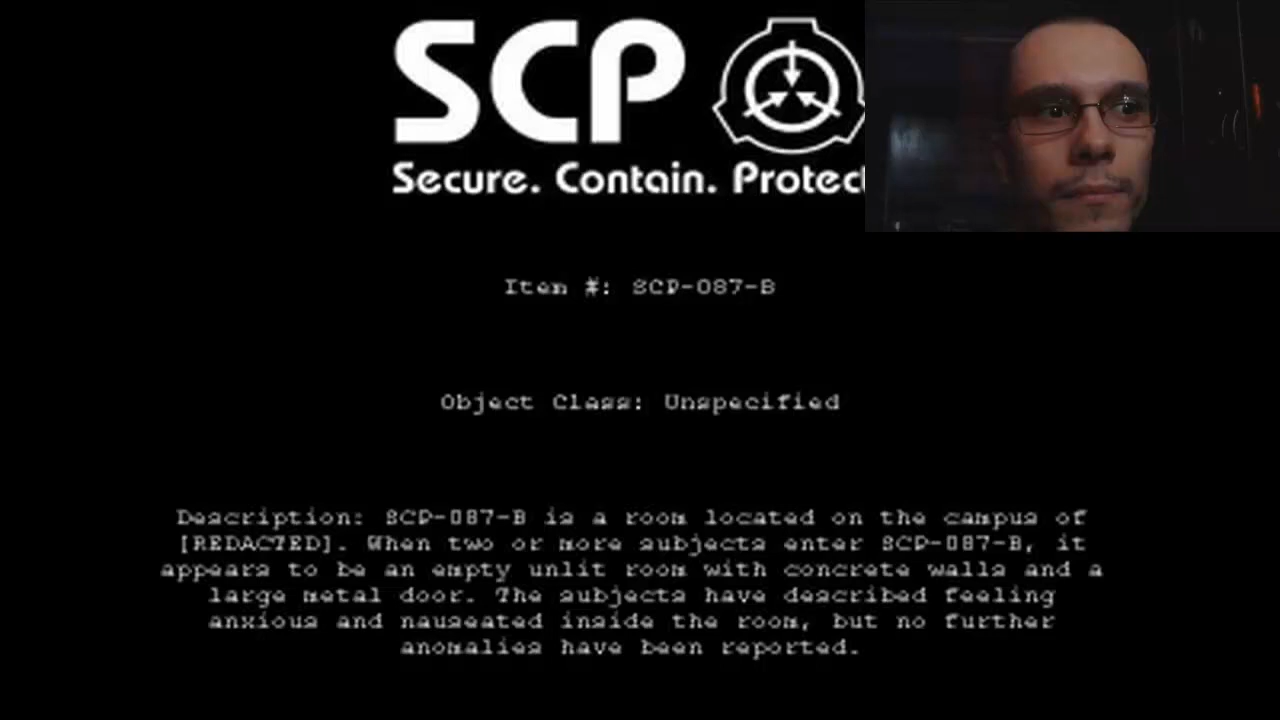 SCP
Secure. Contain. Protect
Item #: SCP-087-B
Object Class: Unspecified
Description: SCP-087-B is a room located on the campus of
[REDACTED]. When two or more subjects enter SCP-087-B, it
appears to be an empty unlit room with concrete walls and a
large metal door. The subjects have described feeling
anxious and nauseated inside the room, but no further
anomalies have been reported.